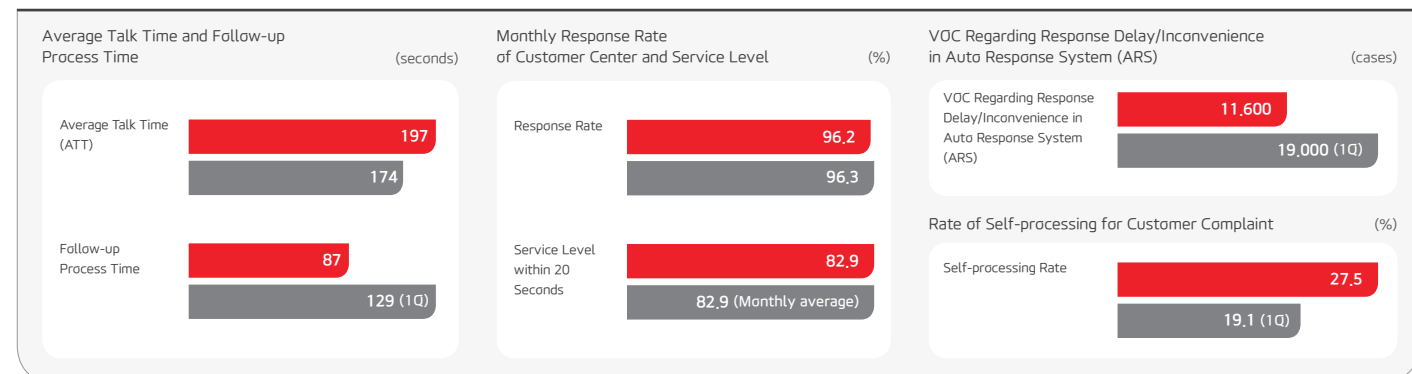 Average Talk Time and Follow-up
Process Time (seconds)
Average Talk Time
(ATT)
197
174
Follow-up
Process Time
87
129 (1Q)
Monthly Response Rate
of Customer Center and Service Level (%)
Response Rate
96.2
96.3
Service Level
within 20
Seconds
82.9
82.9 (Monthly average)
VOC Regarding Response Delay/Inconvenience
in Auto Response System (ARS) (cases)
VOC Regarding Response
Delay/Inconvenience in
Auto Response System
(ARS)
11,600
19,000 (1Q)
Rate of Self-processing for Customer Complaint (%)
Self-processing Rate
27.5
19.1 (1Q)